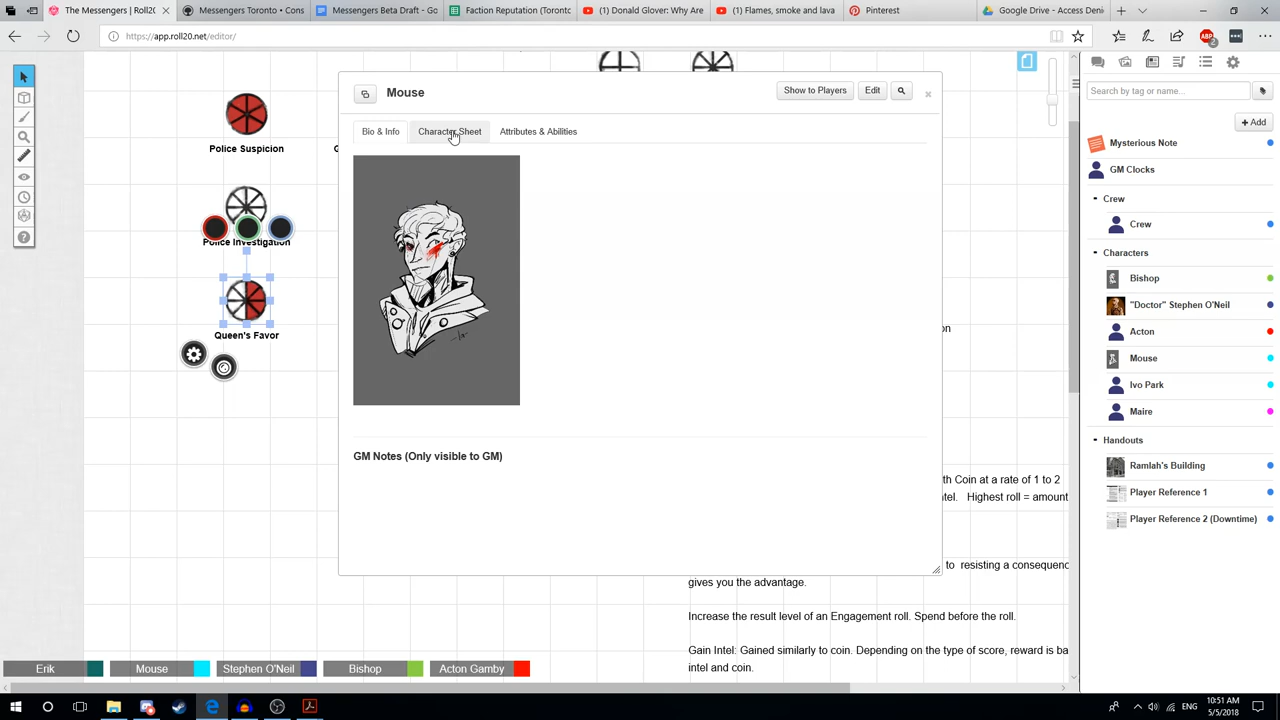 The Messengers | Roll20
Messengers Toronto • Cons
Messengers Beta Draft - Go
Faction Reputation (Toronto
(1) Donald Glover: Why Are
(1) Flames, smoke and lava
Pinterest
Google Drive - Access Deni
https://app.roll20.net/editor/
ABP
2
Mouse
Show to Players
Edit
Bio & Info
Character Sheet
Attributes & Abilities
Police Suspicion
Police Investigation
Queen's Favor
GM Notes (Only visible to GM)
th Coin at a rate of 1 to 2
ntel. Highest roll = amount
to resisting a consequenc
gives you the advantage.
Increase the result level of an Engagement roll. Spend before the roll.
Gain Intel: Gained similarly to coin. Depending on the type of score, reward is ba
intel and coin.
Search by tag or name...
+ Add
Mysterious Note
GM Clocks
Crew
Crew
Characters
Bishop
"Doctor" Stephen O'Neil
Acton
Mouse
Ivo Park
Maire
Handouts
Ramlah's Building
Player Reference 1
Player Reference 2 (Downtime)
Erik
Mouse
Stephen O'Neil
Bishop
Acton Gamby
ENG
10:51 AM
5/5/2018